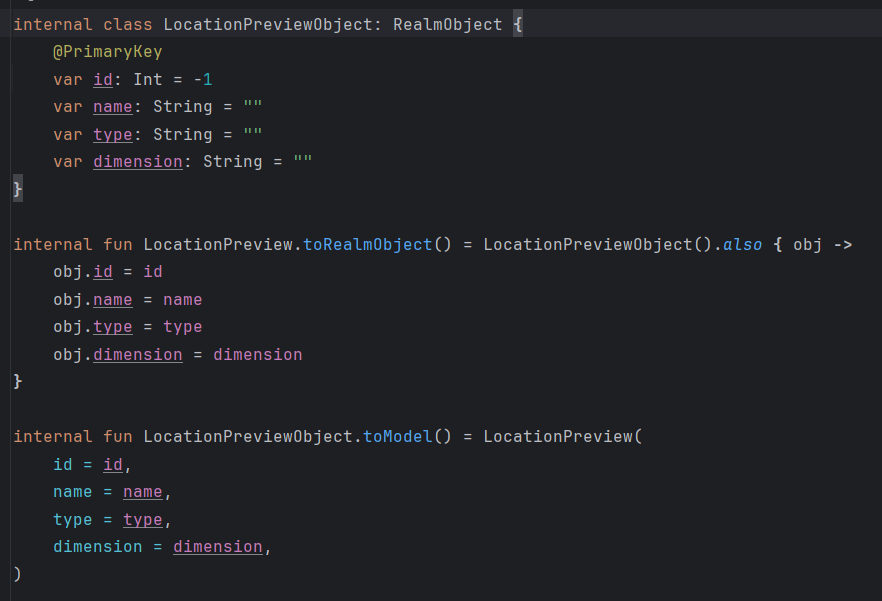 internal class LocationPreviewObject: RealmObject {
    @PrimaryKey
    var id: Int = -1
    var name: String = ""
    var type: String = ""
    var dimension: String = ""
}
internal fun LocationPreview.toRealmObject() = LocationPreviewObject().also { obj ->
    obj.id = id
    obj.name = name
    obj.type = type
    obj.dimension = dimension
}
internal fun LocationPreviewObject.toModel() = LocationPreview(
    id = id,
    name = name,
    type = type,
    dimension = dimension,
)